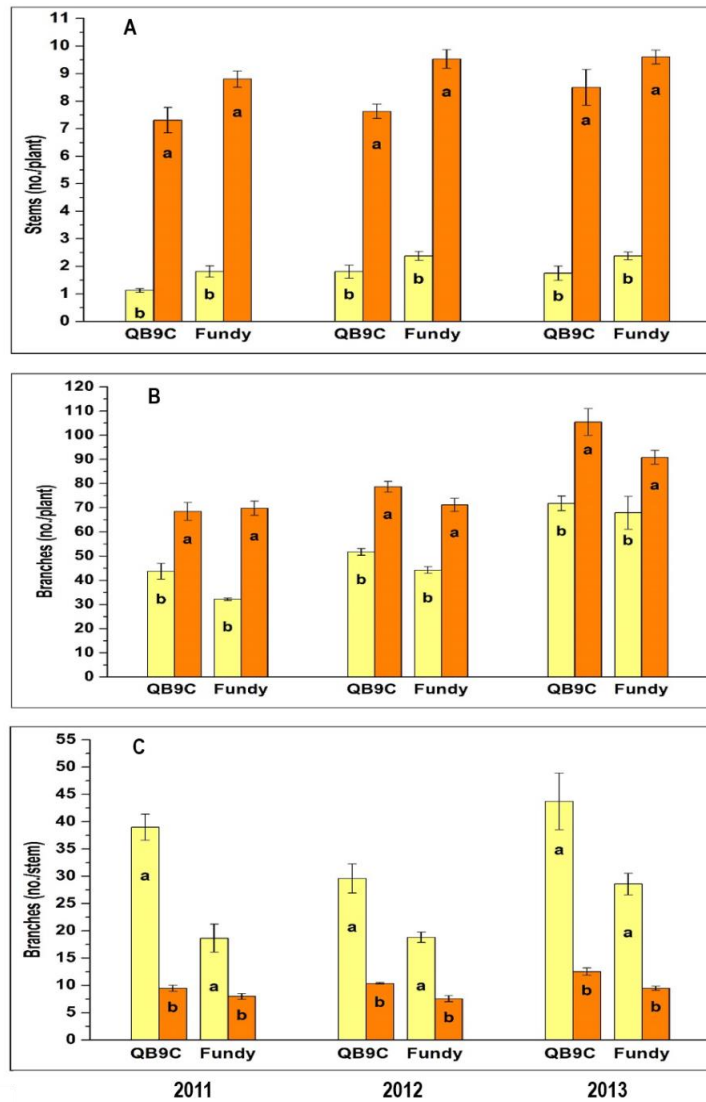 A
Stems (no./plant)
11
10
9
8
7
6
5
4
3
2
1
0
a a a a a a
b b b b b b
QB9C Fundy QB9C Fundy QB9C Fundy
B
Branches (no./plant)
120
110
100
90
80
70
60
50
40
30
20
10
0
a a a a a a
b b b b b b
QB9C Fundy QB9C Fundy QB9C Fundy
C
Branches (no./stem)
55
50
45
40
35
30
25
20
15
10
5
0
a a a a a a
b b b b b b
QB9C Fundy QB9C Fundy QB9C Fundy
2011 2012 2013